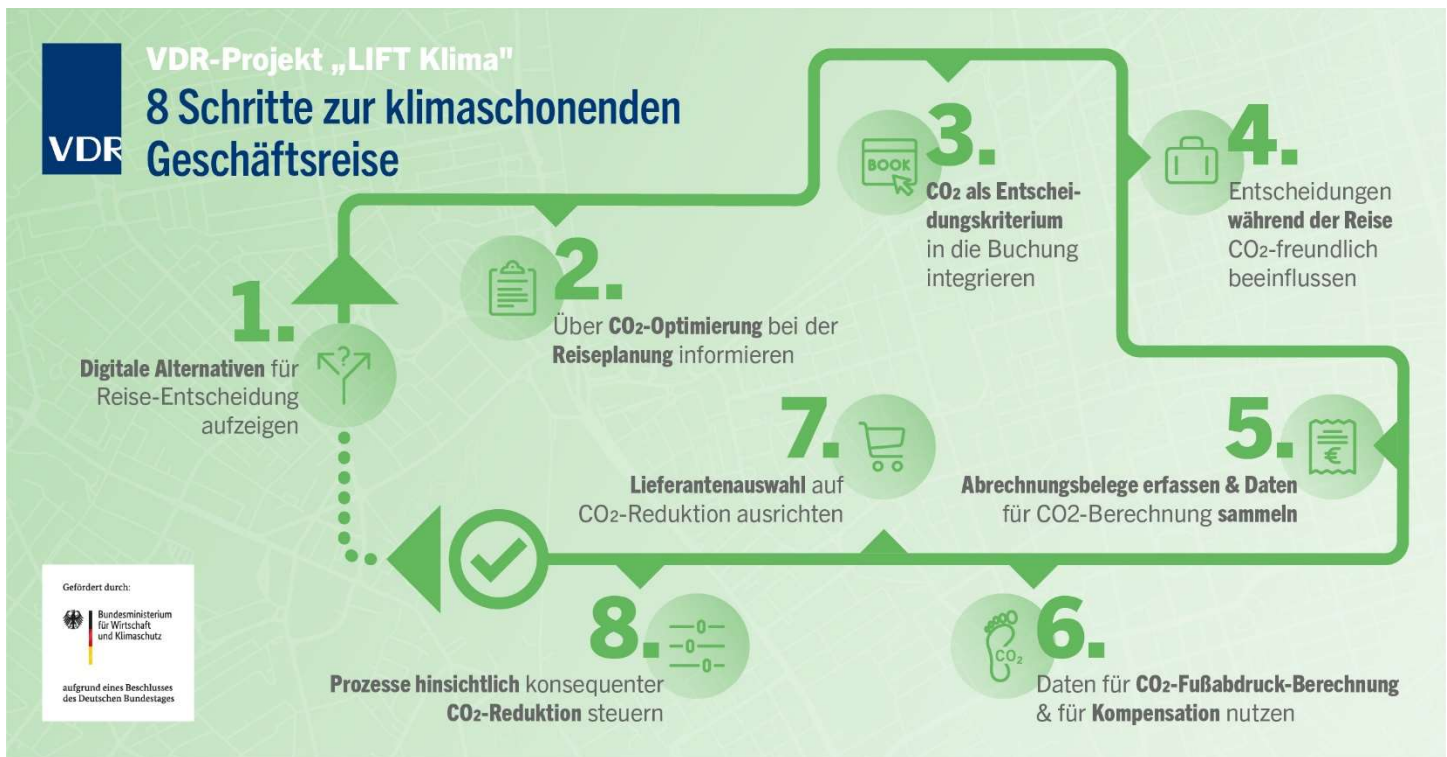 VDR
VDR-Projekt „LIFT Klima"
8 Schritte zur klimaschonenden
Geschäftsreise
1.
Digitale Alternativen für
Reise-Entscheidung
aufzeigen
?
2.
Über CO₂-Optimierung bei der
Reiseplanung informieren
BOOK
3.
CO₂ als Entschei-
dungskriterium
in die Buchung
integrieren
4.
Entscheidungen
während der Reise
CO₂-freundlich
beeinflussen
5.
€
Abrechnungsbelege erfassen & Daten
für CO2-Berechnung sammeln
CO₂
6.
Daten für CO₂-Fußabdruck-Berechnung
& für Kompensation nutzen
7.
Lieferantenauswahl auf
CO₂-Reduktion ausrichten
8.
Prozesse hinsichtlich konsequenter
CO₂-Reduktion steuern
Gefördert durch:
Bundesministerium
für Wirtschaft
und Klimaschutz
aufgrund eines Beschlusses
des Deutschen Bundestages